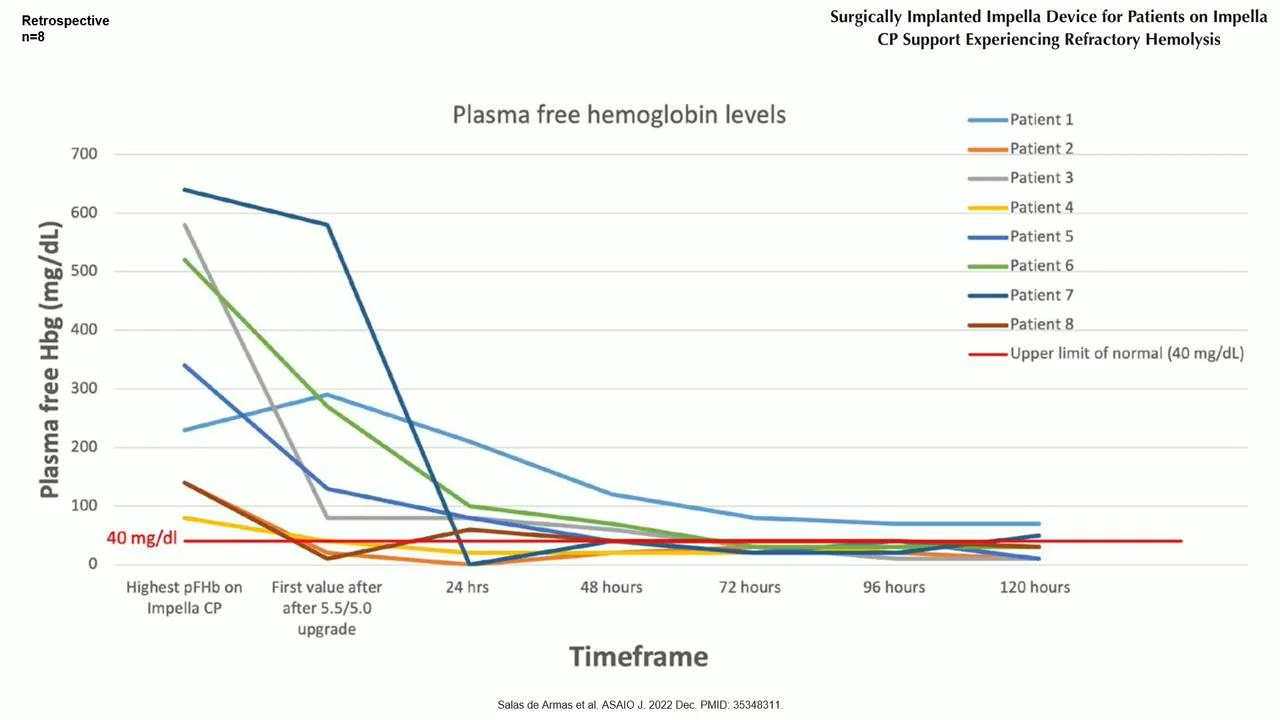 Retrospective
n=8
Surgically Implanted Impella Device for Patients on Impella
CP Support Experiencing Refractory Hemolysis
Plasma free hemoglobin levels
Patient 1
Patient 2
Patient 3
Patient 4
Patient 5
Patient 6
Patient 7
Patient 8
Upper limit of normal (40 mg/dL)
Plasma free Hbg (mg/dL)
700
600
500
400
300
200
100
0
40 mg/dl
Highest pFHb on
Impella CP
First value after
after 5.5/5.0
upgrade
24 hrs
48 hours
72 hours
96 hours
120 hours
Timeframe
Salas de Armas et al. ASAIO J. 2022 Dec. PMID: 35348311.